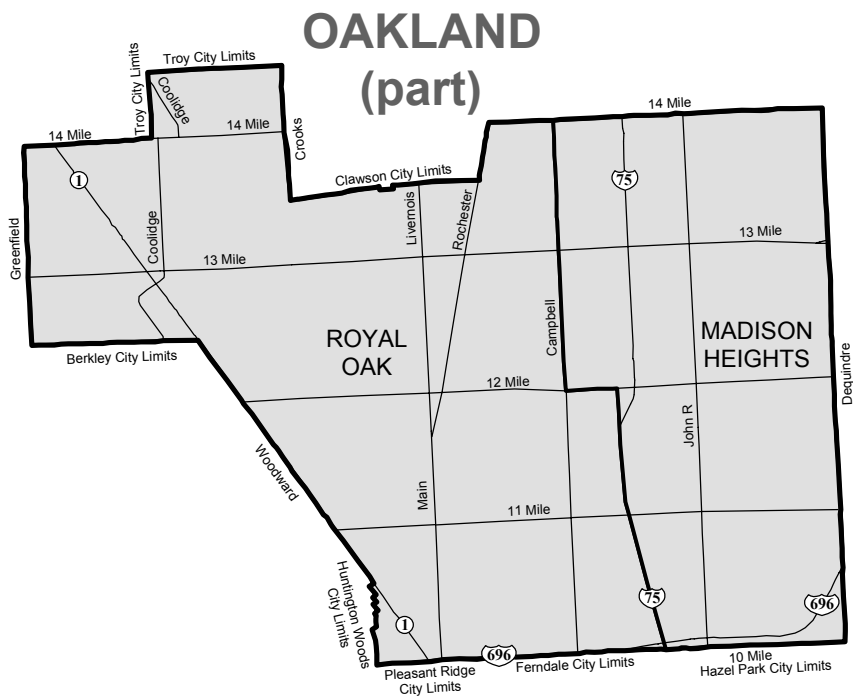 OAKLAND
(part)
Troy City Limits
Troy City Limits
Coolidge
14 Mile
14 Mile
14 Mile
Crooks
Clawson City Limits
1
75
Greenfield
Coolidge
Livernois
Rochester
13 Mile
13 Mile
Campbell
ROYAL
OAK
MADISON
HEIGHTS
Berkley City Limits
12 Mile
Dequindre
John R
Woodward
Main
11 Mile
Huntington Woods
City Limits
1
75
696
696
Pleasant Ridge
City Limits
Ferndale City Limits
10 Mile
Hazel Park City Limits